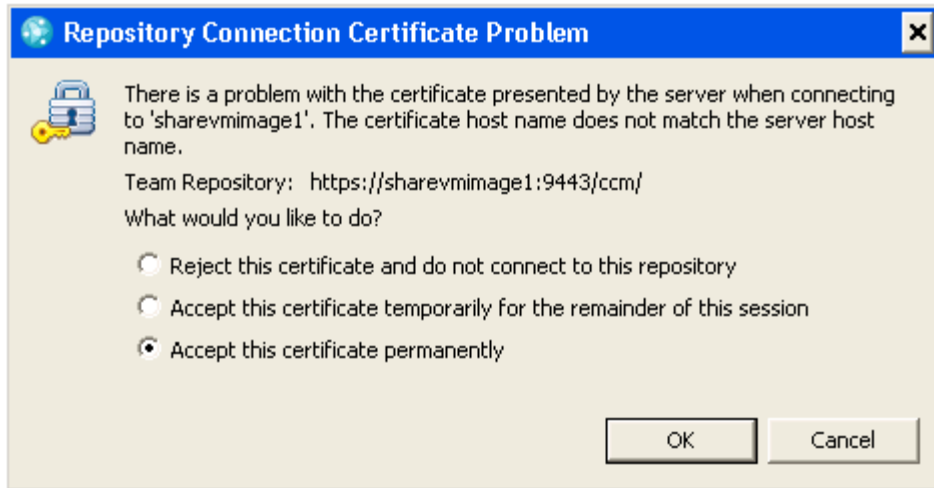 Repository Connection Certificate Problem
There is a problem with the certificate presented by the server when connecting
to 'sharevmimage1'. The certificate host name does not match the server host
name.
Team Repository: https://sharevmimage1:9443/ccm/
What would you like to do?
Reject this certificate and do not connect to this repository
Accept this certificate temporarily for the remainder of this session
Accept this certificate permanently
OK Cancel